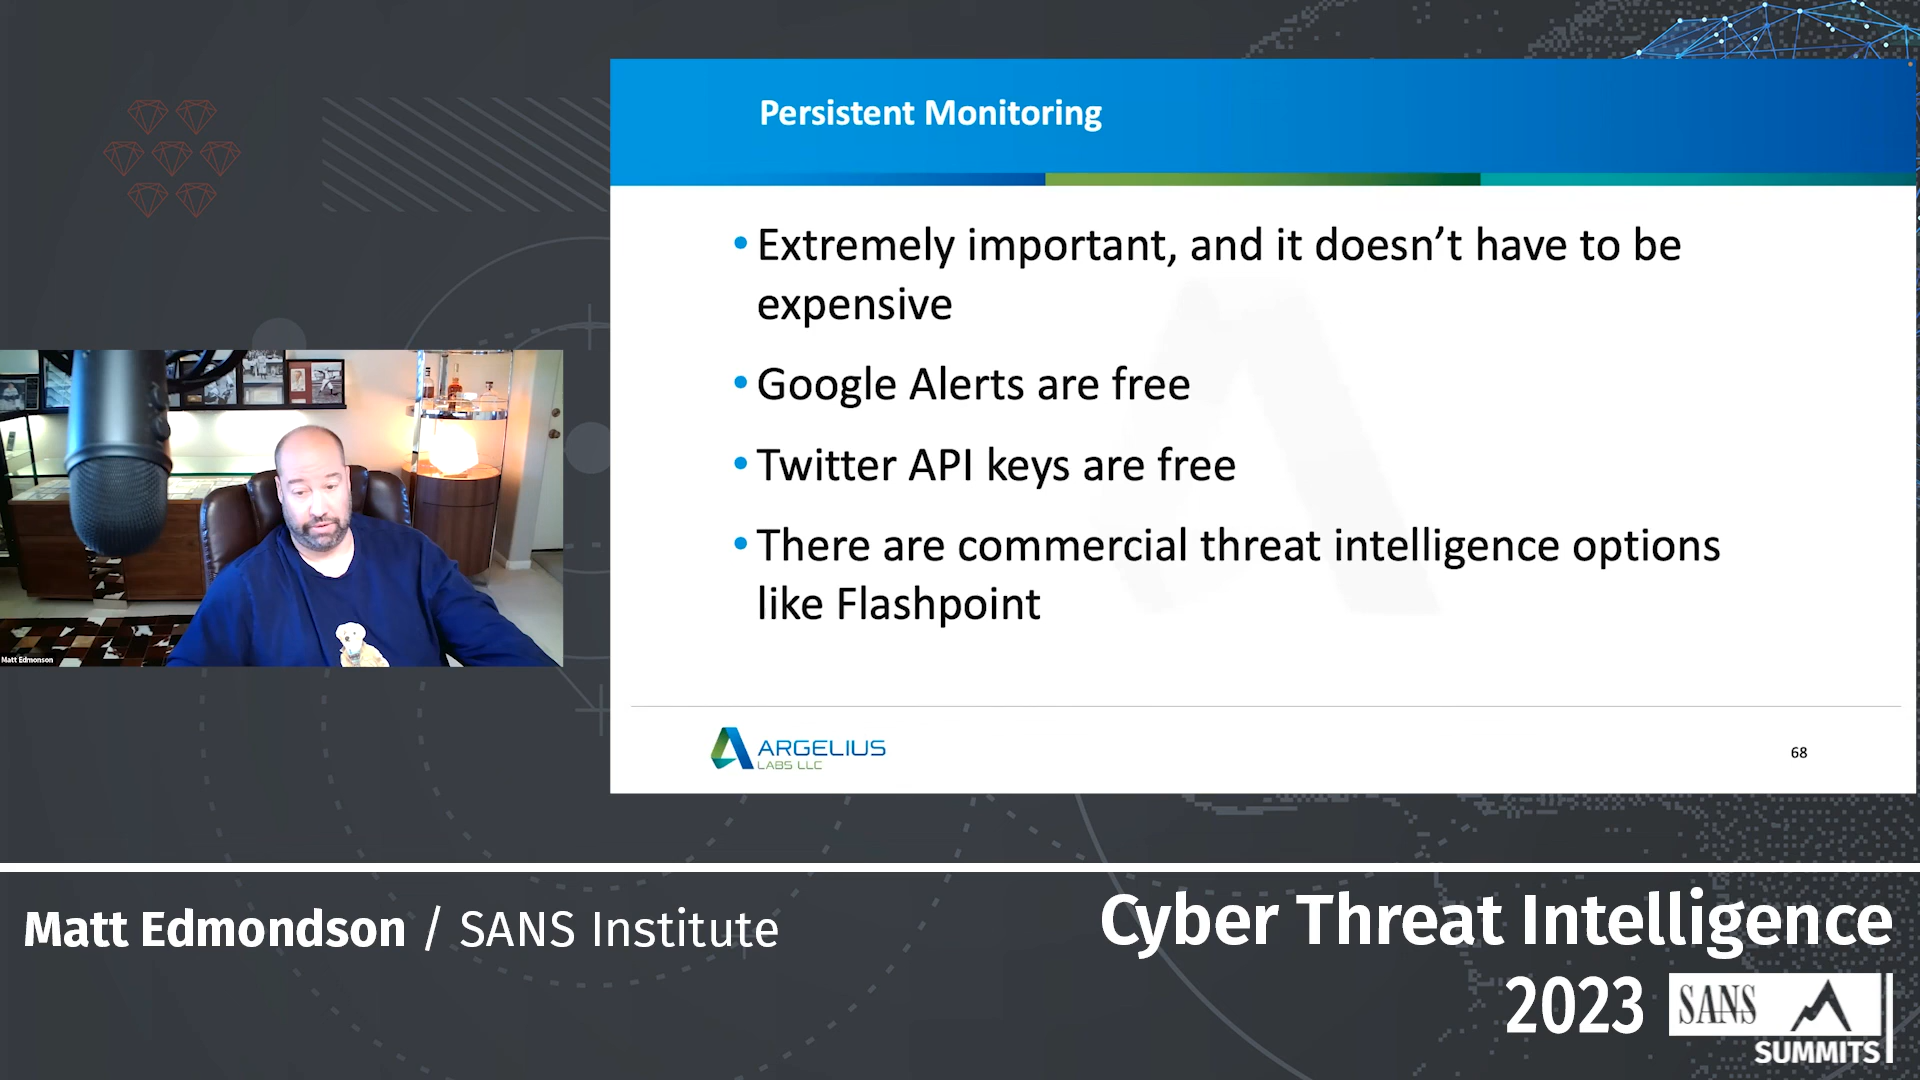 Persistent Monitoring
• Extremely important, and it doesn’t have to be
expensive
• Google Alerts are free
• Twitter API keys are free
• There are commercial threat intelligence options
like Flashpoint
ARGELIUS
LABS LLC
68
Matt Edmonson
Matt Edmondson / SANS Institute
Cyber Threat Intelligence
2023
SANS
SUMMITS